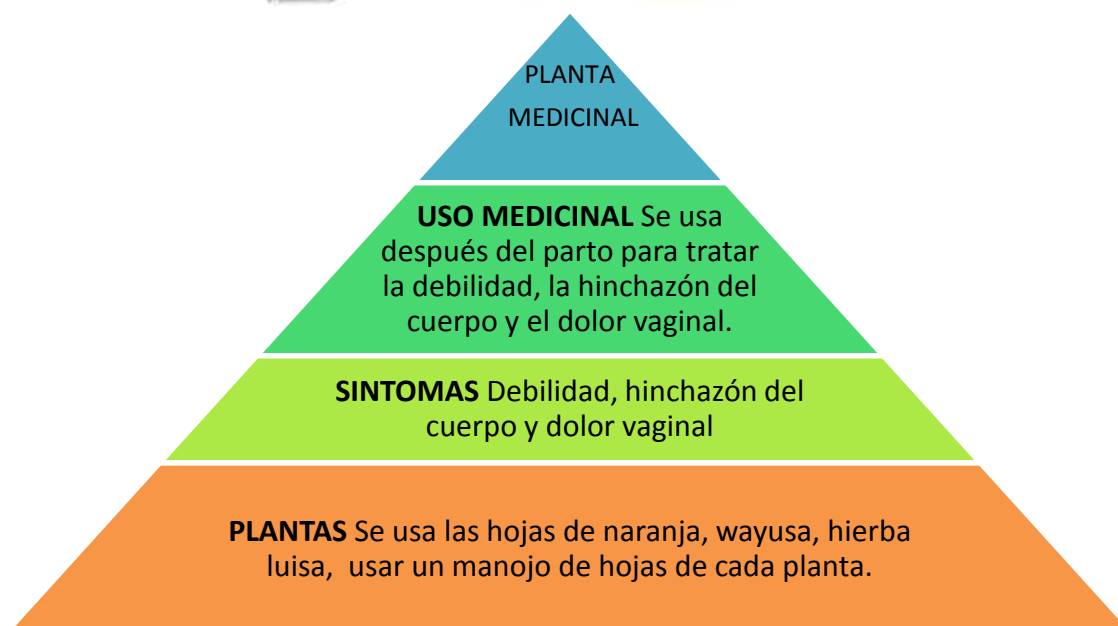 PLANTA
MEDICINAL
USO MEDICINAL Se usa
después del parto para tratar
la debilidad, la hinchazón del
cuerpo y el dolor vaginal.
SINTOMAS Debilidad, hinchazón del
cuerpo y dolor vaginal
PLANTAS Se usa las hojas de naranja, wayusa, hierba
luisa, usar un manojo de hojas de cada planta.